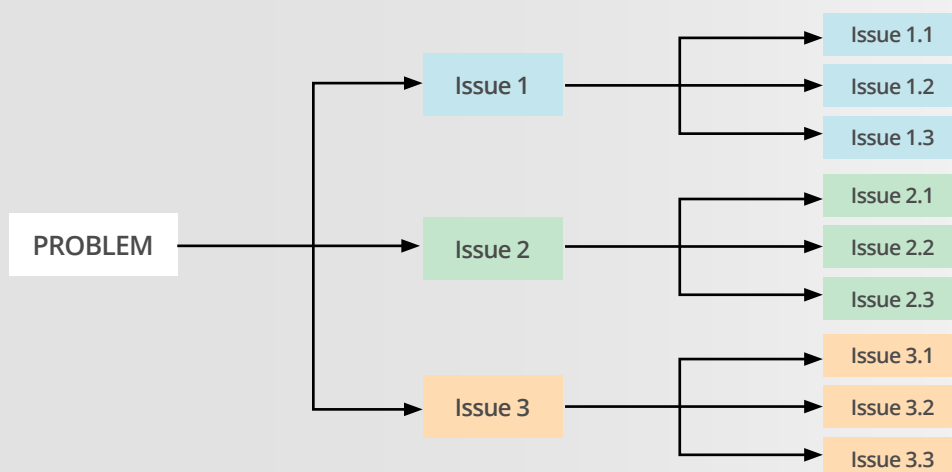 PROBLEM
Issue 1
Issue 1.1
Issue 1.2
Issue 1.3
Issue 2
Issue 2.1
Issue 2.2
Issue 2.3
Issue 3
Issue 3.1
Issue 3.2
Issue 3.3